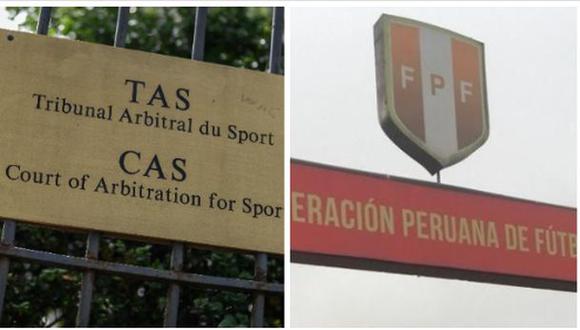 TAS
Tribunal Arbitral du Sport
CAS
Court of Arbitration for Spor
FPF
ERACIÓN PERUANA DE FÚTB